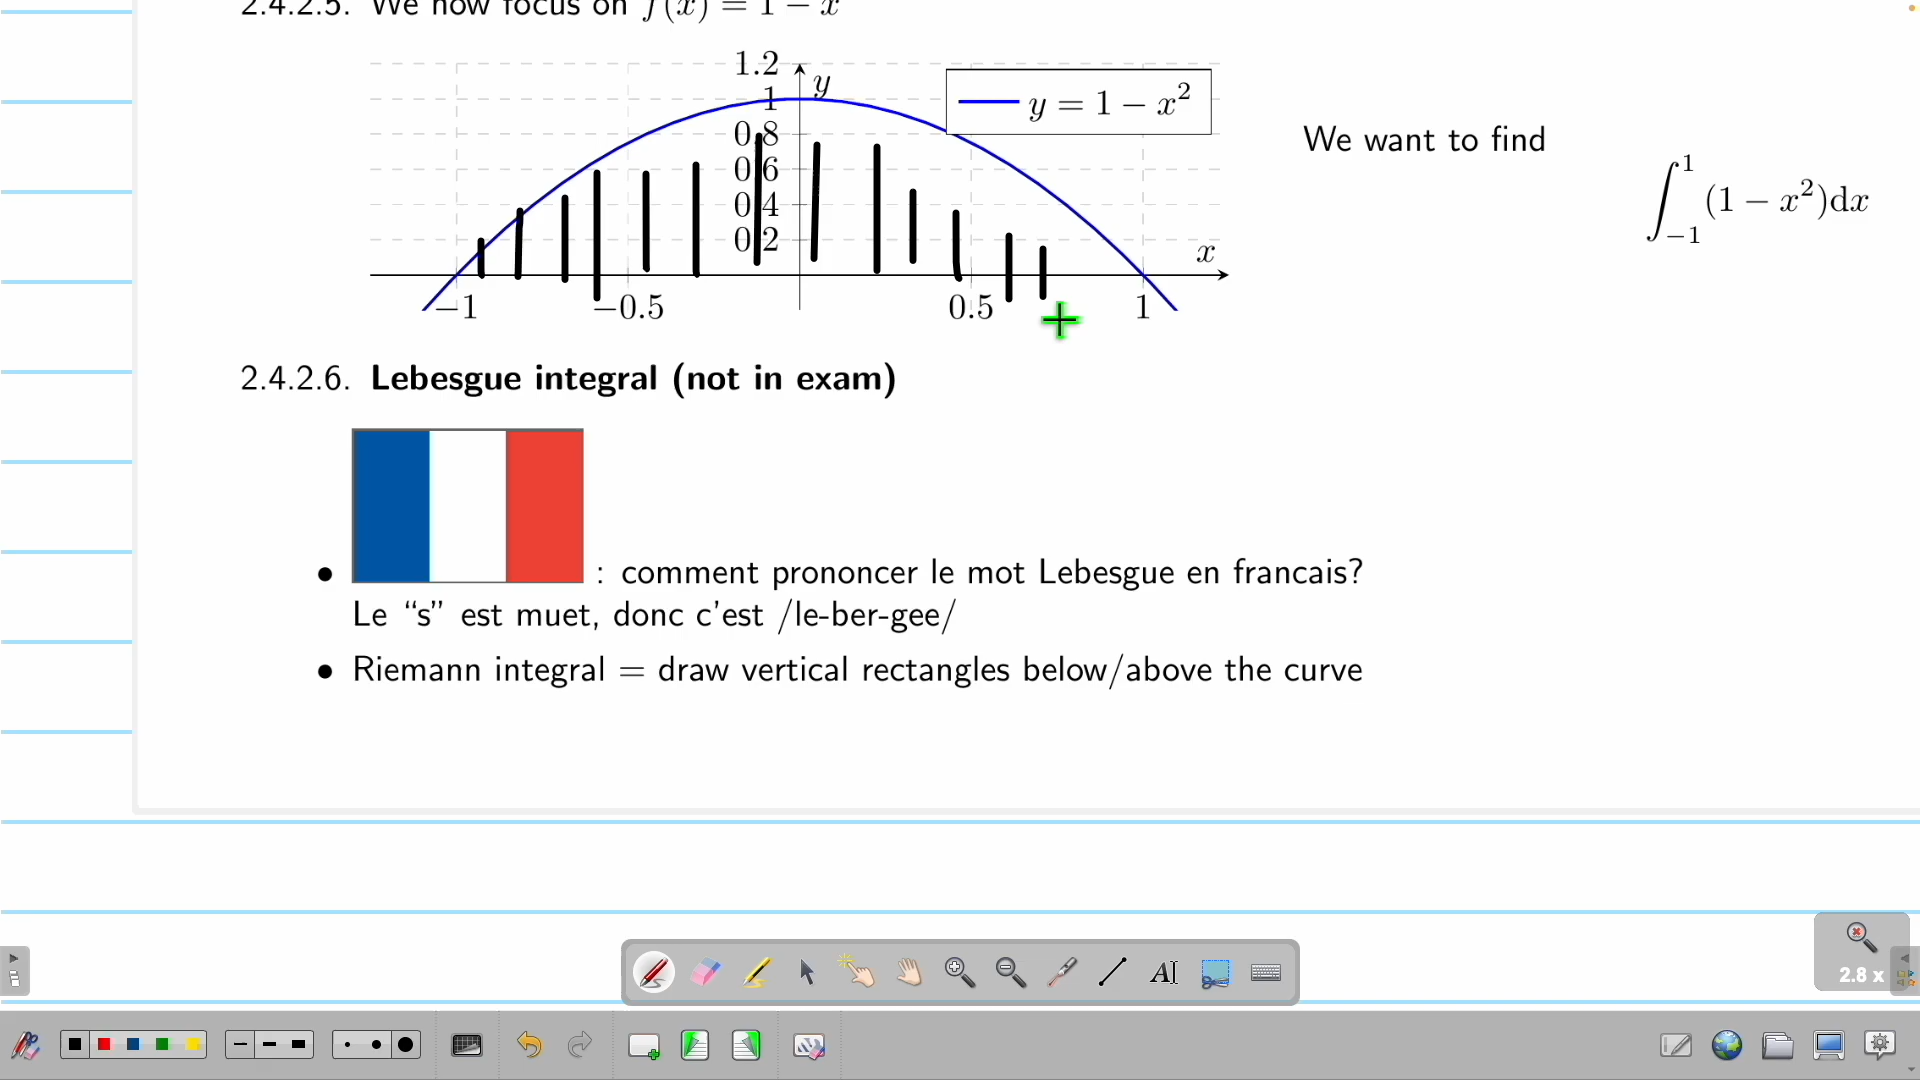 2.4.2.5. We now focus on f(x) = 1 − x
1.2
y
1
0.8
0.6
0.4
0.2
x
−1
−0.5
0.5
1
y = 1 − x²
We want to find
∫₋₁¹ (1 − x²)dx
2.4.2.6. Lebesgue integral (not in exam)
• : comment prononcer le mot Lebesgue en francais?
Le “s” est muet, donc c’est /le-ber-gee/
• Riemann integral = draw vertical rectangles below/above the curve
2.8 x
AI